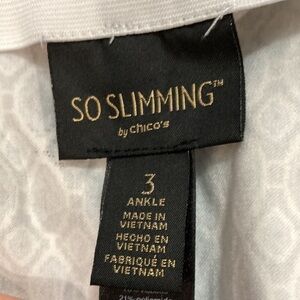 SO SLIMMING™
by chico's
3
ANKLE
MADE IN
VIETNAM
HECHO EN
VIETNAM
FABRIQUÉ EN
VIETNAM